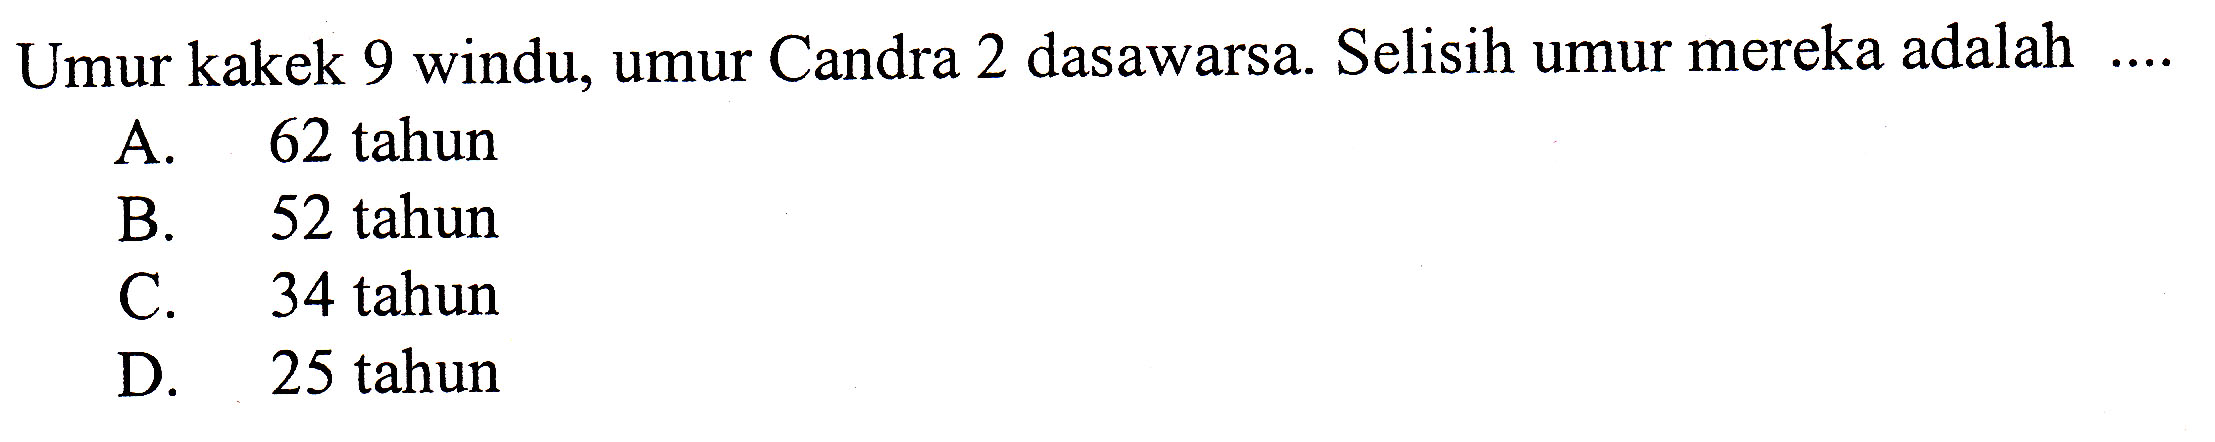 Umur kakek 9 windu, umur Candra 2 dasawarsa. Selisih umur mereka adalah ....
A. 62 tahun
B. 52 tahun
C. 34 tahun
D. 25 tahun